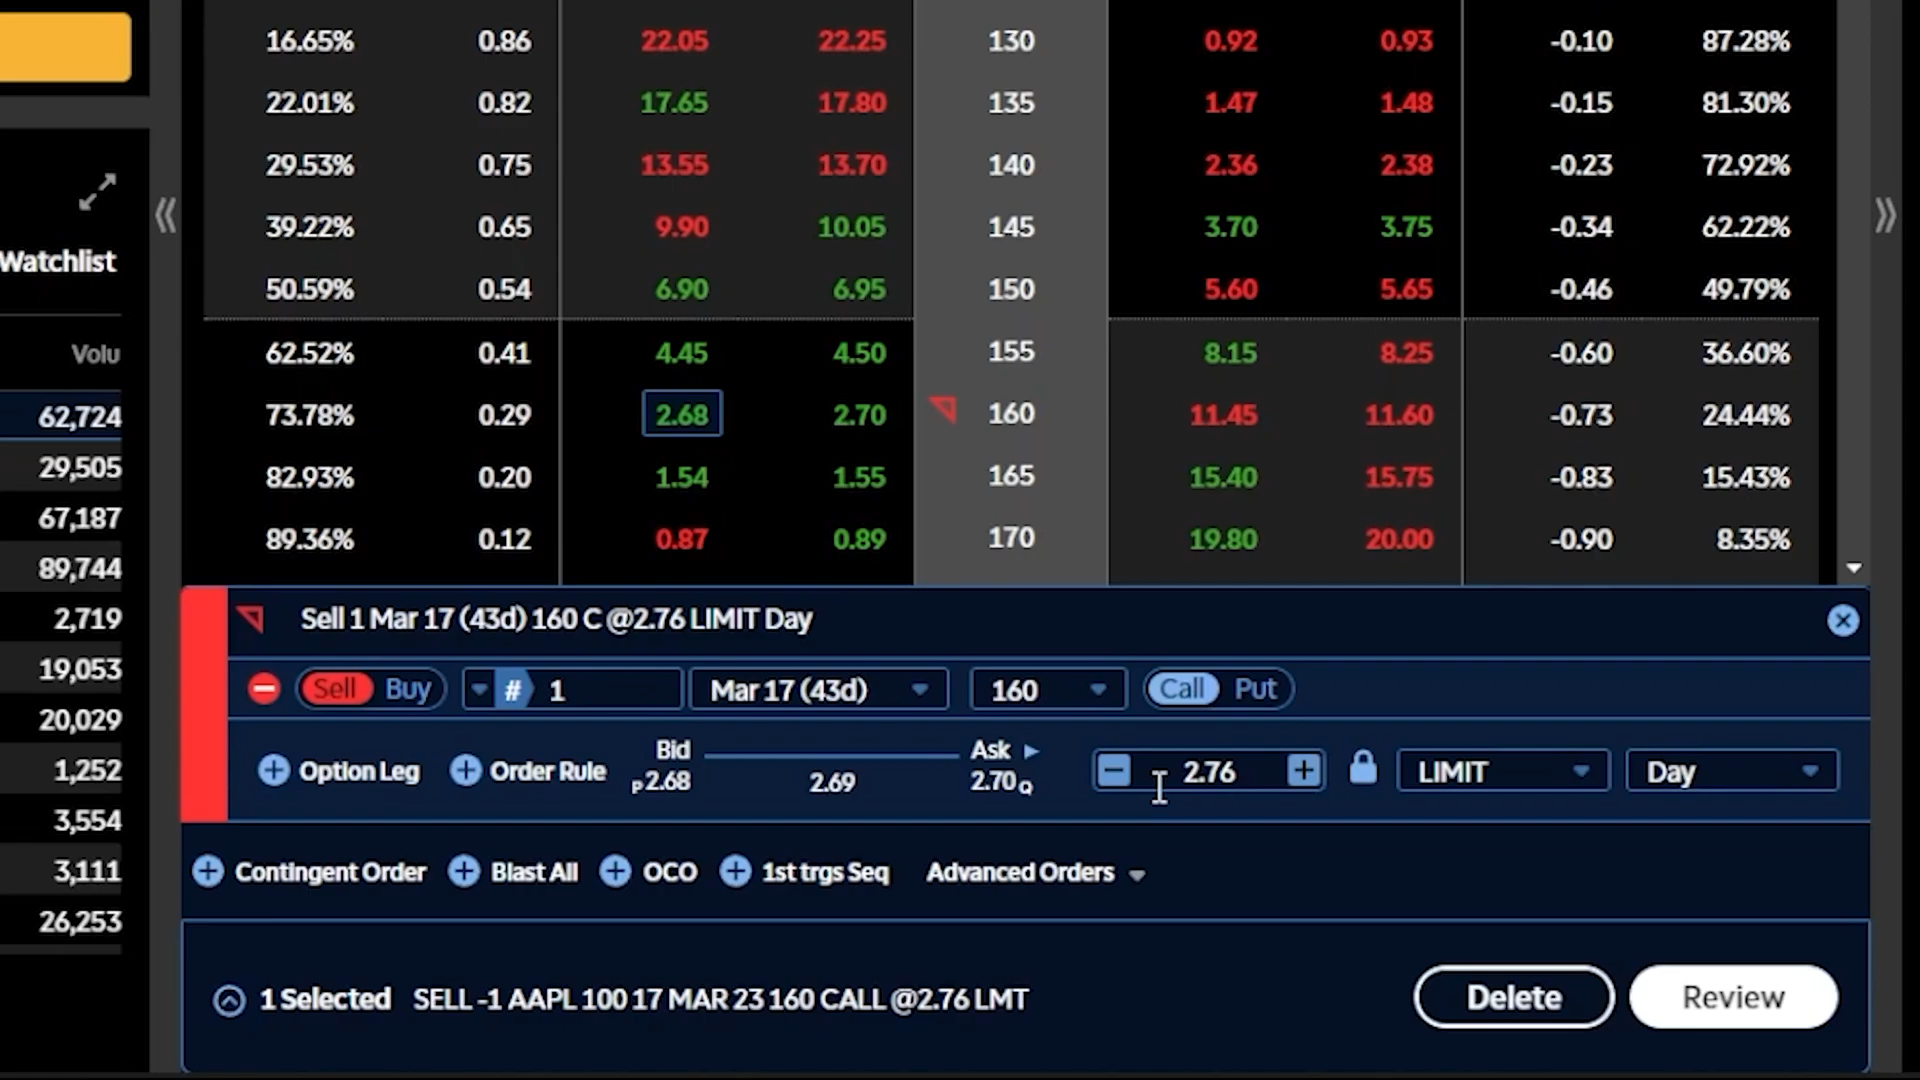 16.65% 0.86 22.05 22.25 130 0.92 0.93 -0.10 87.28%
22.01% 0.82 17.65 17.80 135 1.47 1.48 -0.15 81.30%
29.53% 0.75 13.55 13.70 140 2.36 2.38 -0.23 72.92%
39.22% 0.65 9.90 10.05 145 3.70 3.75 -0.34 62.22%
Watchlist
50.59% 0.54 6.90 6.95 150 5.60 5.65 -0.46 49.79%
Volu
62.52% 0.41 4.45 4.50 155 8.15 8.25 -0.60 36.60%
62,724
73.78% 0.29 2.68 2.70 160 11.45 11.60 -0.73 24.44%
29,505
82.93% 0.20 1.54 1.55 165 15.40 15.75 -0.83 15.43%
67,187
89.36% 0.12 0.87 0.89 170 19.80 20.00 -0.90 8.35%
89,744
2,719
19,053
20,029
1,252
3,554
3,111
26,253
Sell 1 Mar 17 (43d) 160 C @2.76 LIMIT Day
Sell Buy # 1 Mar 17 (43d) 160 Call Put
Option Leg Order Rule Bid Ask
P2.68 2.69 2.70Q 2.76 LIMIT Day
Contingent Order Blast All OCO 1st trgs Seq Advanced Orders
1 Selected SELL -1 AAPL 100 17 MAR 23 160 CALL @2.76 LMT Delete Review